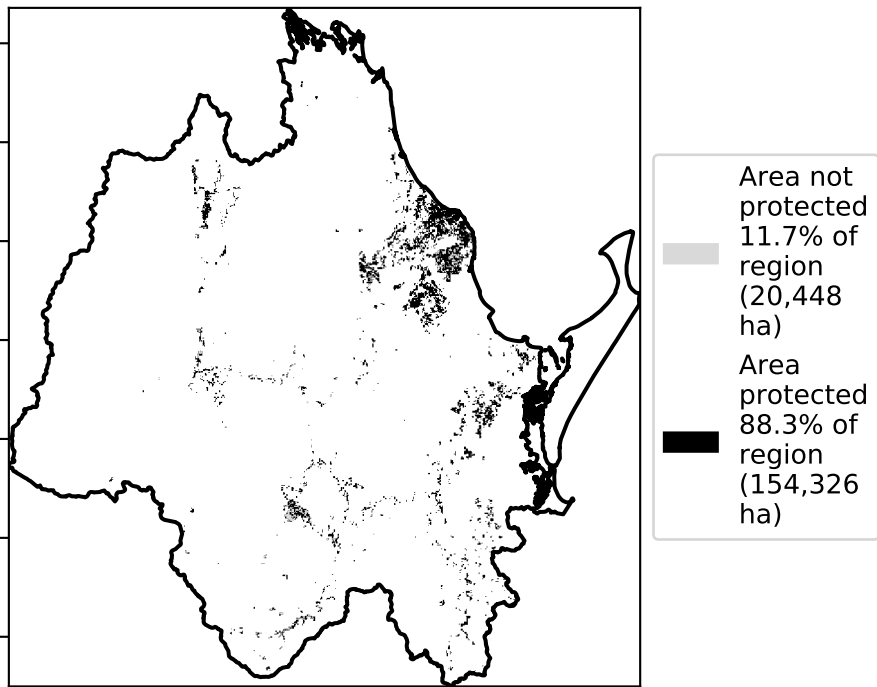 Area not
protected
11.7% of
region
(20,448
ha)
Area
protected
88.3% of
region
(154,326
ha)